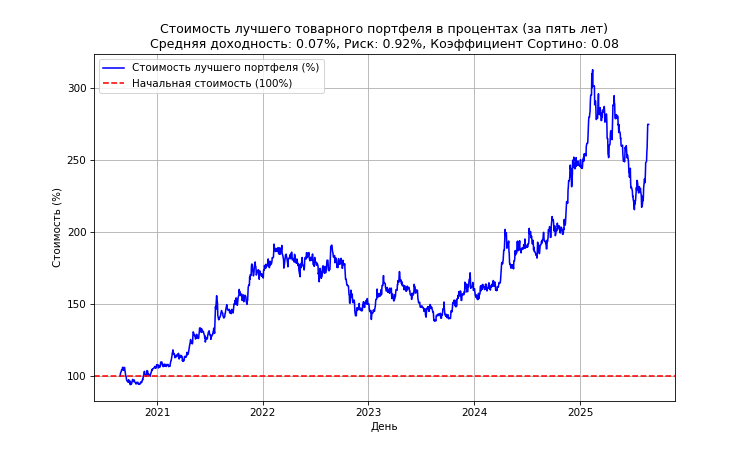 Стоимость лучшего товарного портфеля в процентах (за пять лет)
Средняя доходность: 0.07%, Риск: 0.92%, Коэффициент Сортино: 0.08
Стоимость лучшего портфеля (%)
Начальная стоимость (100%)
Стоимость (%)
300
250
200
150
100
2021 2022 2023 2024 2025
День